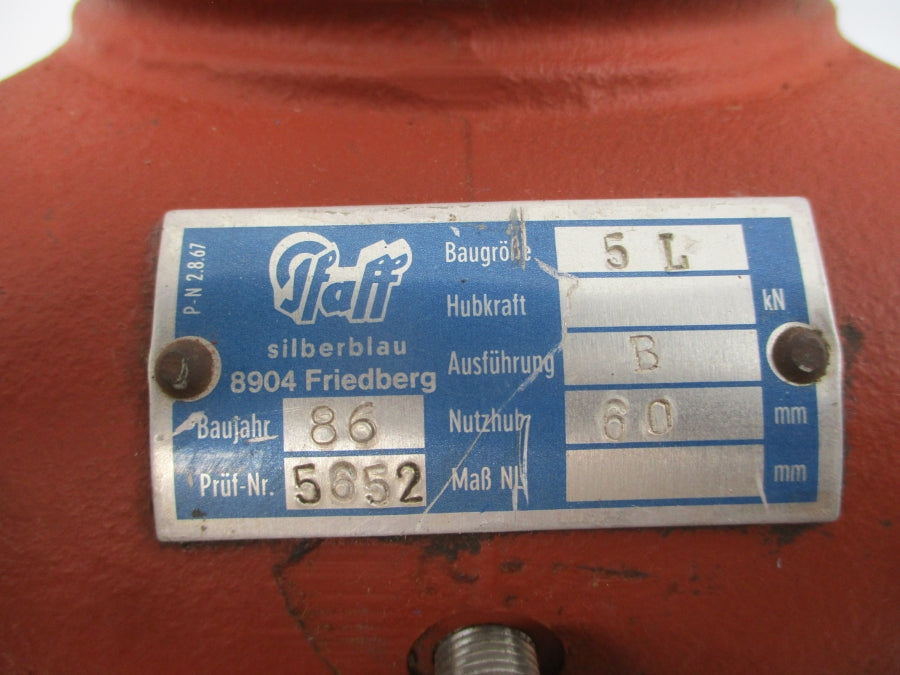 P-N 2.8.67
Pfaff
silberblau
8904 Friedberg
Baujahr 86
Prüf-Nr. 5652
Baugröße 5 L
Hubkraft kN
Ausführung B
Nutzhub 60 mm
Maß NL mm